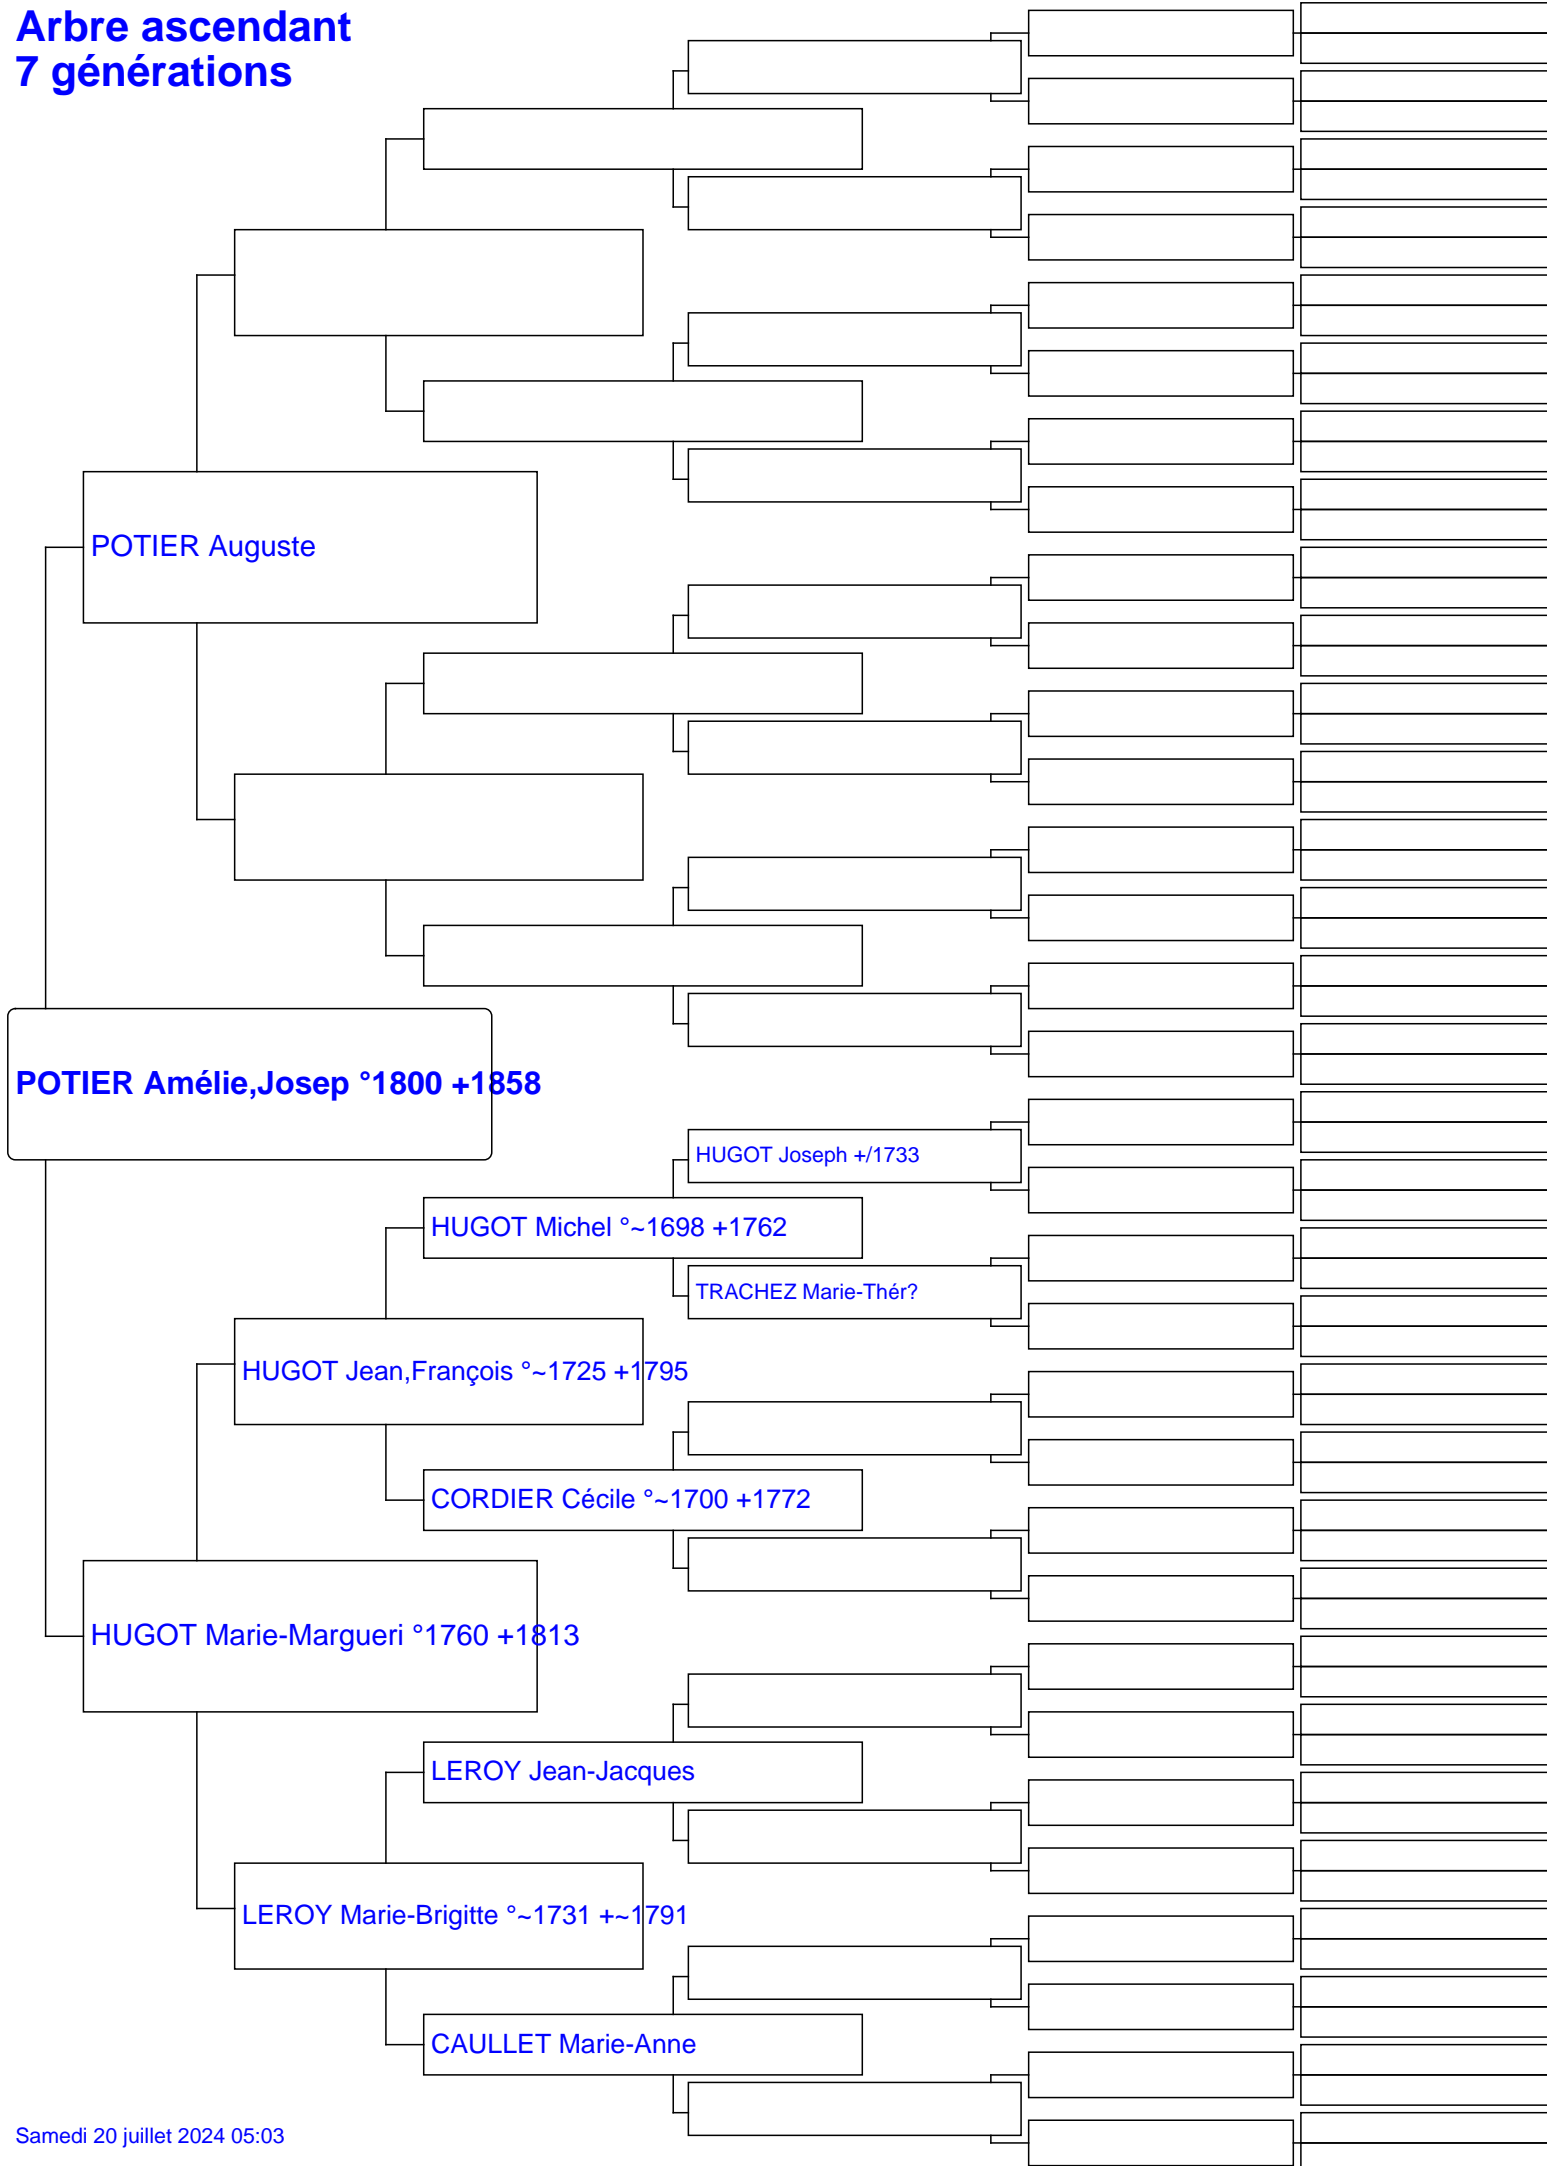 Arbre ascendant
7 générations
POTIER Auguste
POTIER Amélie,Josep °1800 +1858
HUGOT Joseph +/1733
HUGOT Michel °~1698 +1762
TRACHEZ Marie-Thér?
HUGOT Jean,François °~1725 +1795
CORDIER Cécile °~1700 +1772
HUGOT Marie-Margueri °1760 +1813
LEROY Jean-Jacques
LEROY Marie-Brigitte °~1731 +~1791
CAULLET Marie-Anne
Samedi 20 juillet 2024 05:03